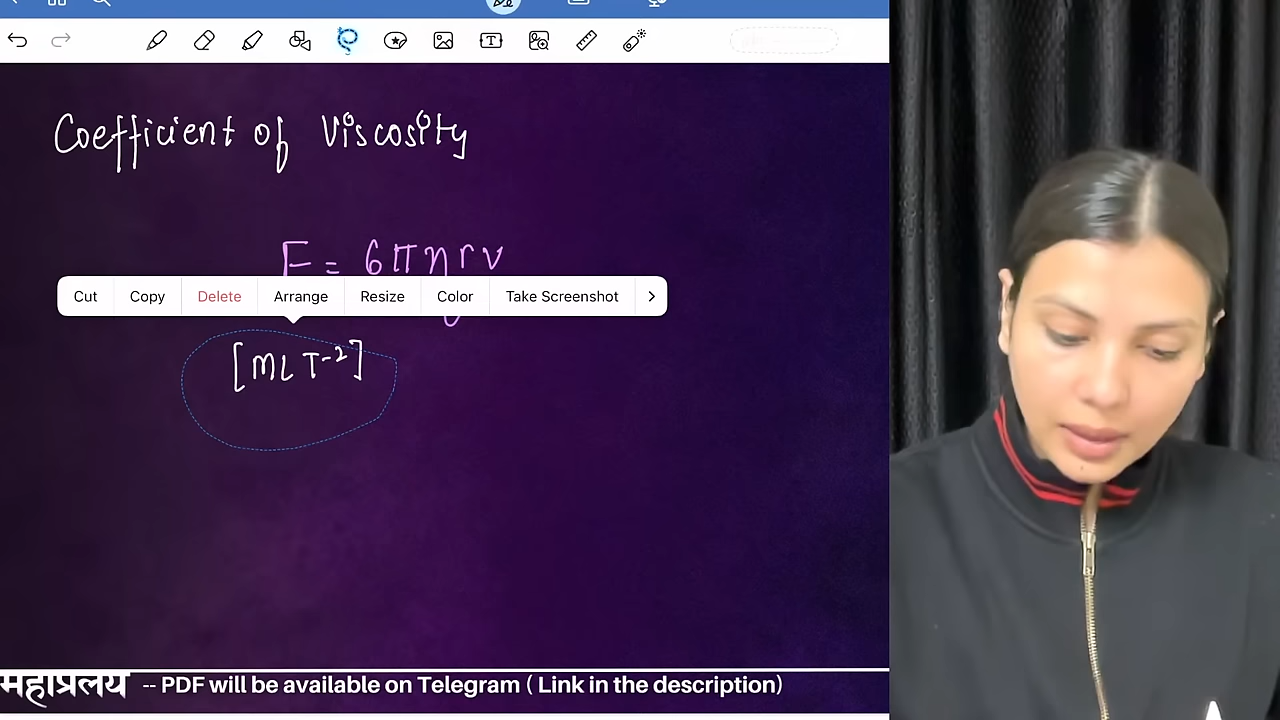 Coefficient of Viscosity
F = 6πηrv
Cut Copy Delete Arrange Resize Color Take Screenshot
[MLT-2]
महाप्रलय -- PDF will be available on Telegram ( Link in the description)